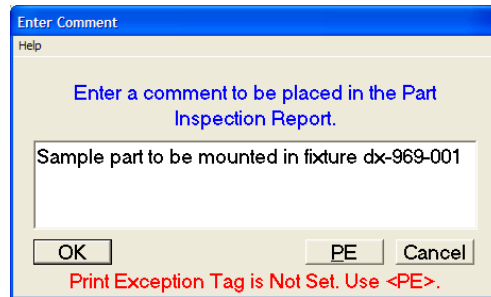 Enter Comment
Help
Enter a comment to be placed in the Part
Inspection Report.
Sample part to be mounted in fixture dx-969-001
OK PE Cancel
Print Exception Tag is Not Set. Use <PE>.